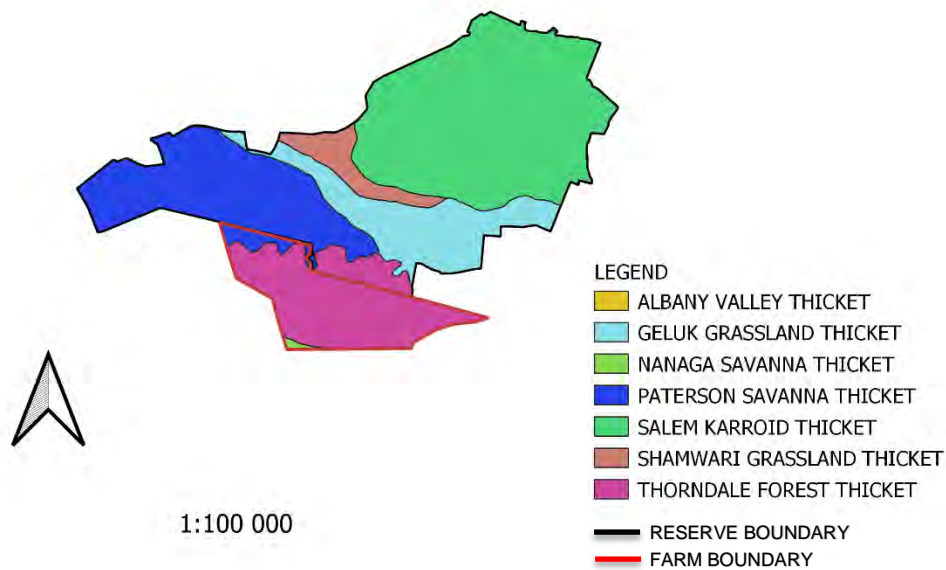 LEGEND
ALBANY VALLEY THICKET
GELUK GRASSLAND THICKET
NANAGA SAVANNA THICKET
PATERSON SAVANNA THICKET
SALEM KARROID THICKET
SHAMWARI GRASSLAND THICKET
THORNDALE FOREST THICKET
1:100 000
RESERVE BOUNDARY
FARM BOUNDARY